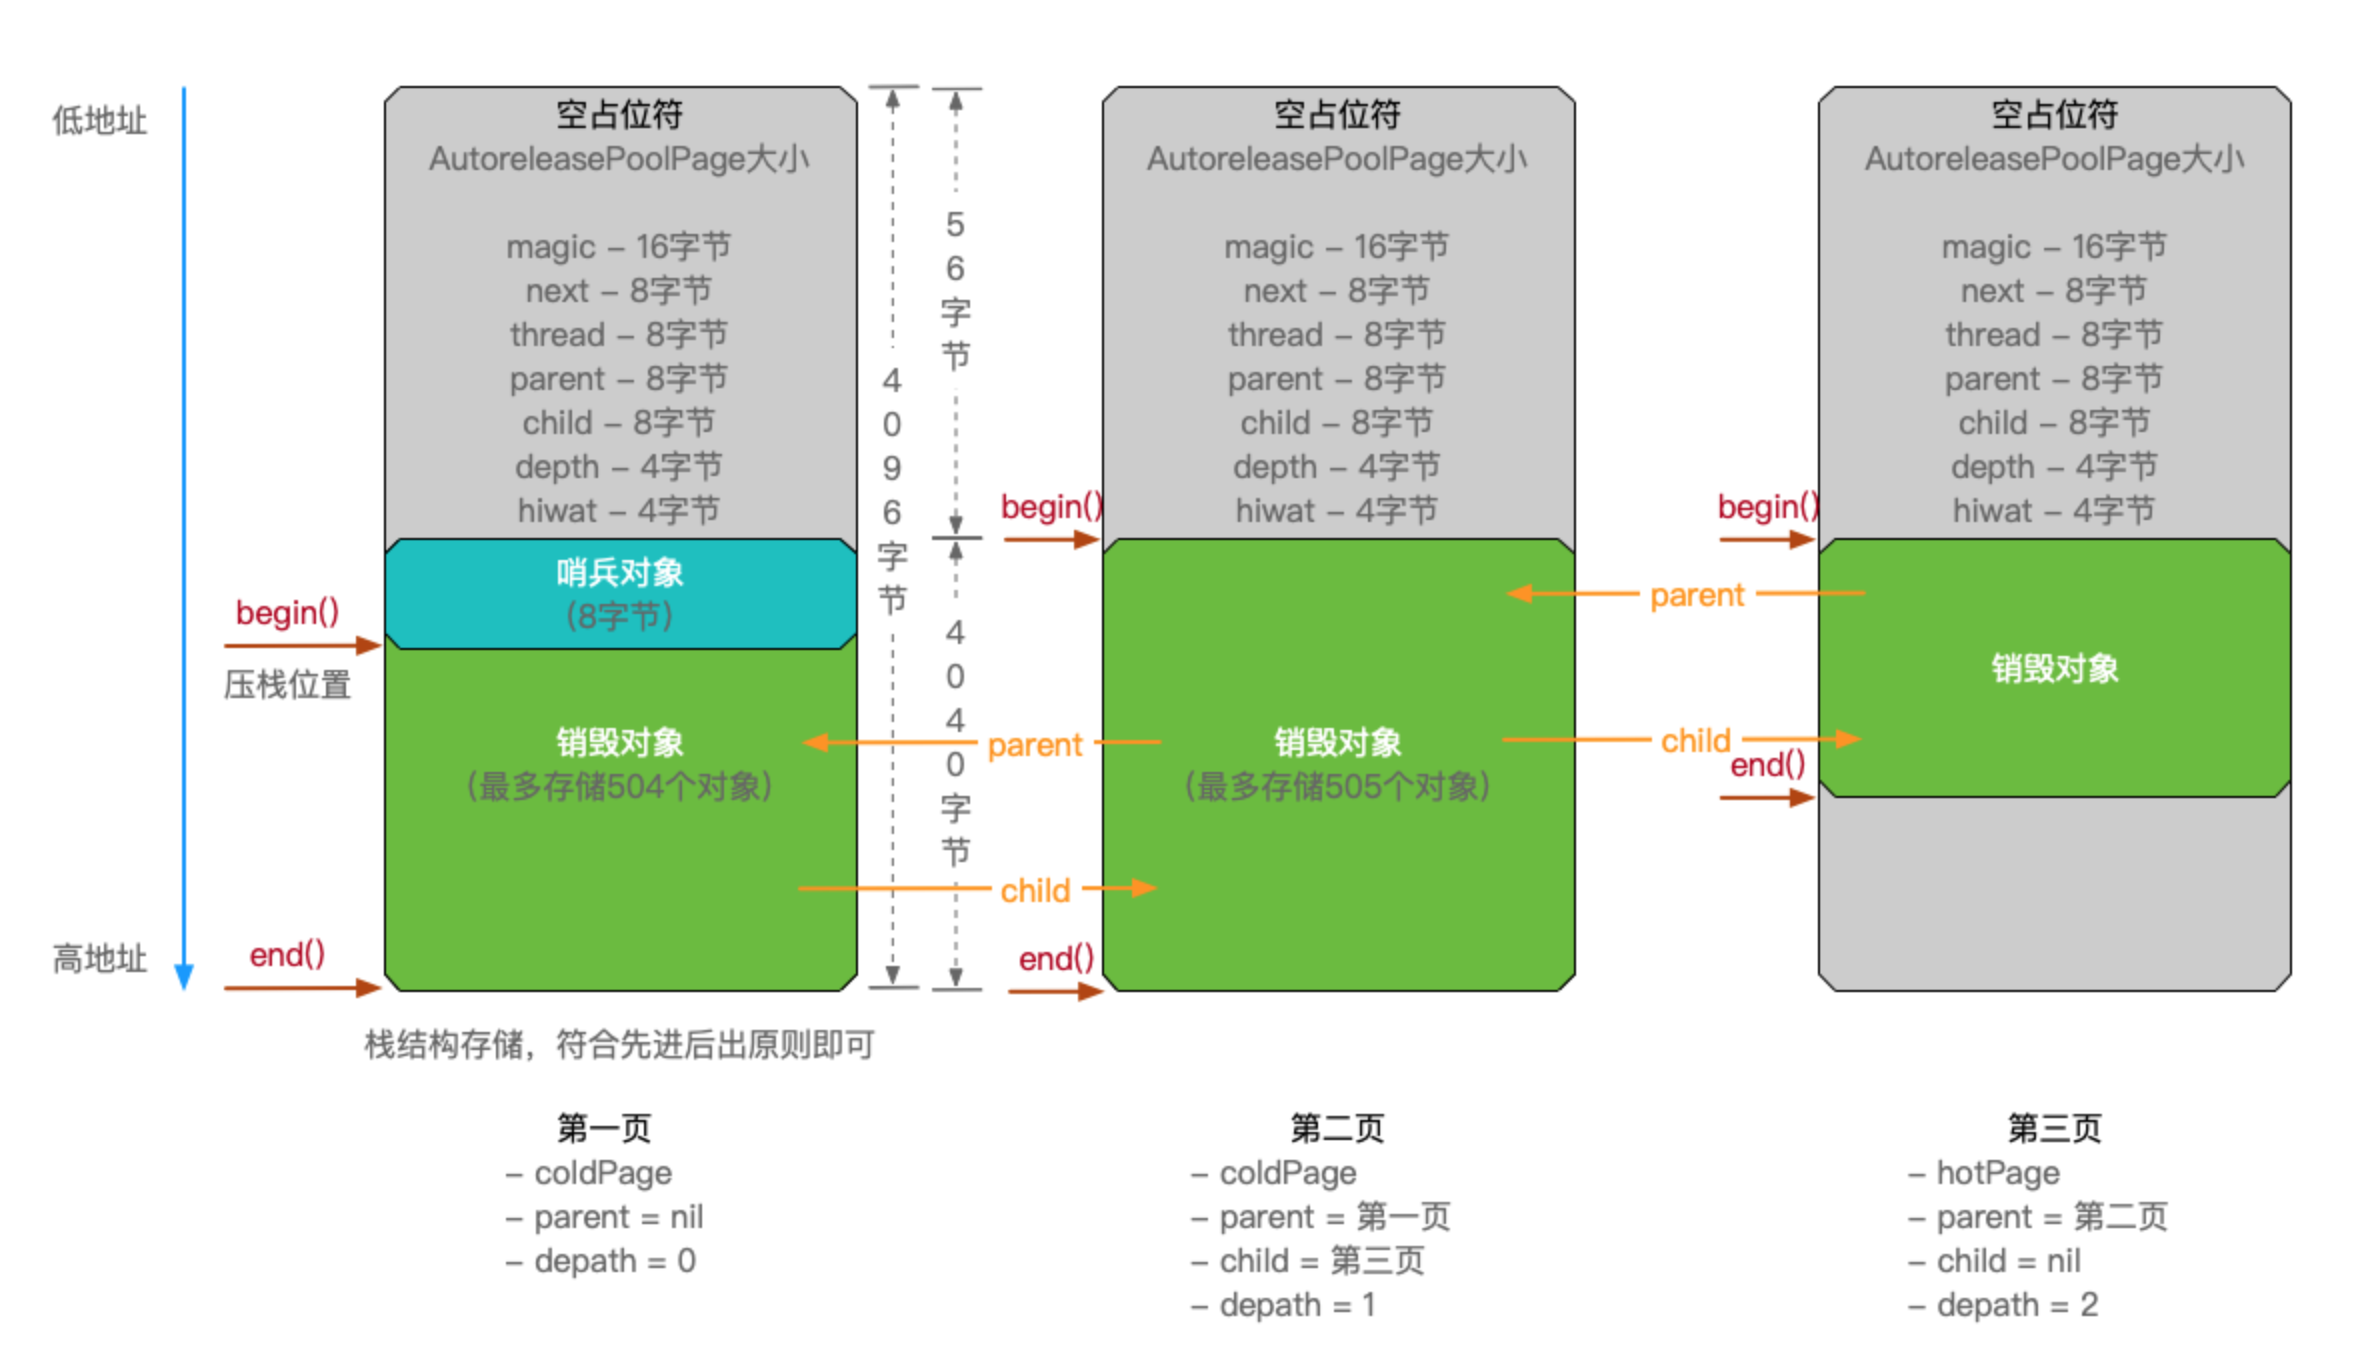 低地址
高地址
空占位符
AutoreleasePoolPage大小
magic – 16字节
next – 8字节
thread – 8字节
parent – 8字节
child – 8字节
depth – 4字节
hiwat – 4字节
哨兵对象
(8字节)
begin()
压栈位置
销毁对象
(最多存储504个对象)
end()
栈结构存储，符合先进后出原则即可
4096字节
56字节
4040字节
parent
child
空占位符
AutoreleasePoolPage大小
magic – 16字节
next – 8字节
thread – 8字节
parent – 8字节
child – 8字节
depth – 4字节
hiwat – 4字节
begin()
销毁对象
(最多存储505个对象)
end()
parent
child
空占位符
AutoreleasePoolPage大小
magic – 16字节
next – 8字节
thread – 8字节
parent – 8字节
child – 8字节
depth – 4字节
hiwat – 4字节
begin()
销毁对象
end()
第一页
– coldPage
– parent = nil
– depath = 0
第二页
– coldPage
– parent = 第一页
– child = 第三页
– depath = 1
第三页
– hotPage
– parent = 第二页
– child = nil
– depath = 2